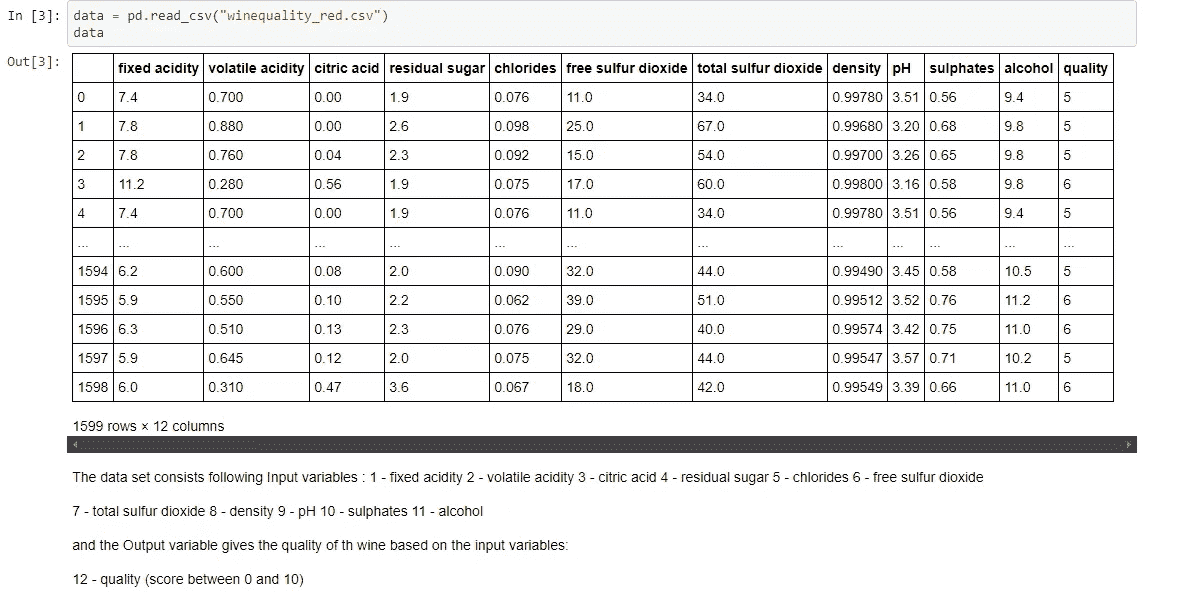 In [3]: data = pd.read_csv("winequality_red.csv")
data
Out[3]:
fixed acidity volatile acidity citric acid residual sugar chlorides free sulfur dioxide total sulfur dioxide density pH sulphates alcohol quality
0 7.4 0.700 0.00 1.9 0.076 11.0 34.0 0.99780 3.51 0.56 9.4 5
1 7.8 0.880 0.00 2.6 0.098 25.0 67.0 0.99680 3.20 0.68 9.8 5
2 7.8 0.760 0.04 2.3 0.092 15.0 54.0 0.99700 3.26 0.65 9.8 5
3 11.2 0.280 0.56 1.9 0.075 17.0 60.0 0.99800 3.16 0.58 9.8 6
4 7.4 0.700 0.00 1.9 0.076 11.0 34.0 0.99780 3.51 0.56 9.4 5
... ... ... ... ... ... ... ... ... ... ... ... ...
1594 6.2 0.600 0.08 2.0 0.090 32.0 44.0 0.99490 3.45 0.58 10.5 5
1595 5.9 0.550 0.10 2.2 0.062 39.0 51.0 0.99512 3.52 0.76 11.2 6
1596 6.3 0.510 0.13 2.3 0.076 29.0 40.0 0.99574 3.42 0.75 11.0 6
1597 5.9 0.645 0.12 2.0 0.075 32.0 44.0 0.99547 3.57 0.71 10.2 5
1598 6.0 0.310 0.47 3.6 0.067 18.0 42.0 0.99549 3.39 0.66 11.0 6
1599 rows × 12 columns
The data set consists following Input variables : 1 - fixed acidity 2 - volatile acidity 3 - citric acid 4 - residual sugar 5 - chlorides 6 - free sulfur dioxide
7 - total sulfur dioxide 8 - density 9 - pH 10 - sulphates 11 - alcohol
and the Output variable gives the quality of th wine based on the input variables:
12 - quality (score between 0 and 10)